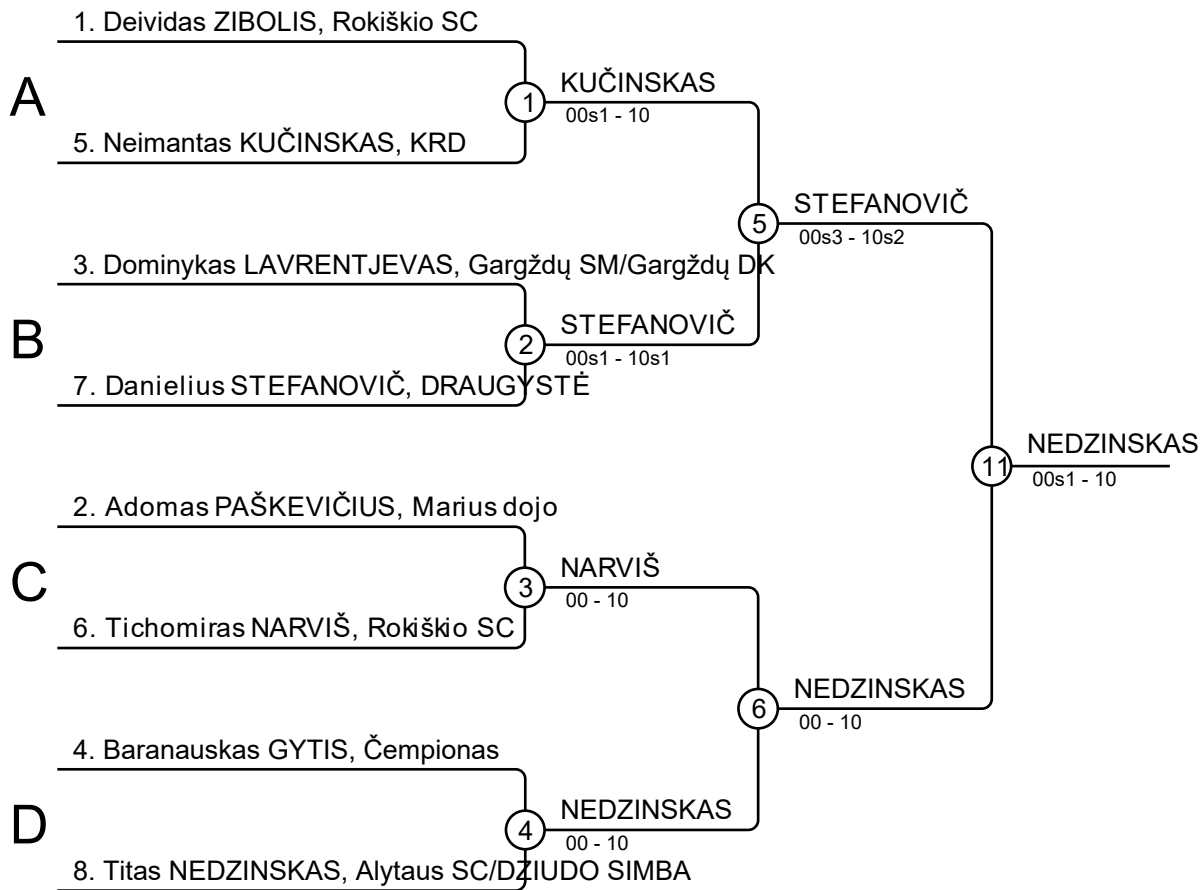 1. Deividas ZIBOLIS, Rokiškio SC
A
1
KUČINSKAS
00s1 - 10
5. Neimantas KUČINSKAS, KRD
5
STEFANOVIČ
00s3 - 10s2
3. Dominykas LAVRENTJEVAS, Gargždų SM/Gargždų DK
B
2
STEFANOVIČ
00s1 - 10s1
7. Danielius STEFANOVIČ, DRAUGYSTĖ
11
NEDZINSKAS
00s1 - 10
2. Adomas PAŠKEVIČIUS, Marius dojo
C
3
NARVIŠ
00 - 10
6. Tichomiras NARVIŠ, Rokiškio SC
6
NEDZINSKAS
00 - 10
4. Baranauskas GYTIS, Čempionas
D
4
NEDZINSKAS
00 - 10
8. Titas NEDZINSKAS, Alytaus SC/DZIUDO SIMBA